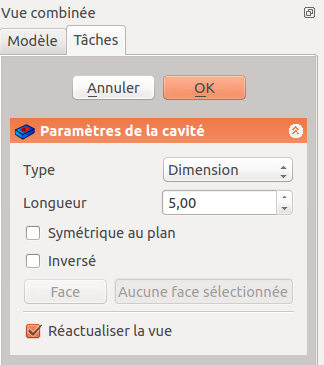 Vue combinée
Modèle
Tâches
Annuler
OK
Paramètres de la cavité
Type
Dimension
Longueur
5,00
Symétrique au plan
Inversé
Face
Aucune face sélectionnée
Réactualiser la vue